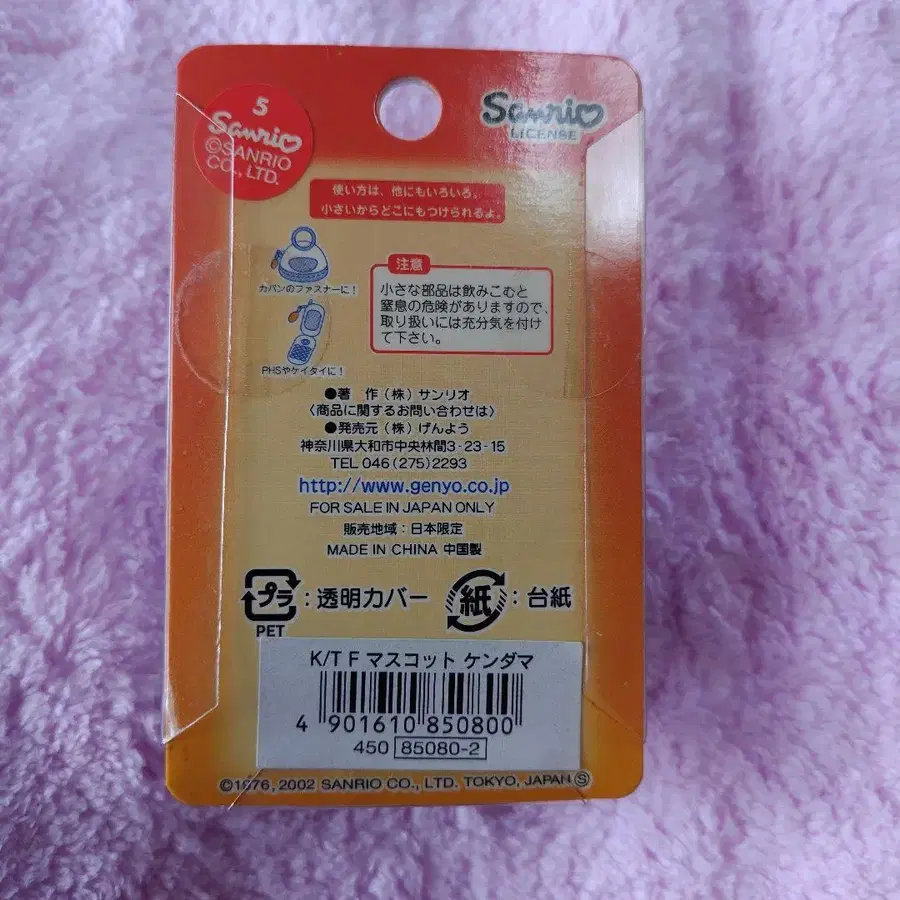 5
Sanrio
©SANRIO
CO., LTD.
Sanrio
LICENSE
使い方は、他にもいろいろ。
小さいからどこにもつけられるよ。
カバンのファスナーに!
PHSやケイタイに!
注意
小さな部品は飲みこむと
窒息の危険がありますので、
取り扱いには充分気を付け
て下さい。
●著 作(株)サンリオ
〈商品に関するお問い合わせは〉
●発売元(株)げんよう
神奈川県大和市中央林間3-23-15
TEL 046(275)2293
http://www.genyo.co.jp
FOR SALE IN JAPAN ONLY
販売地域:日本限定
MADE IN CHINA 中国製
プラ:透明カバー 紙:台紙
PET
K/T F マスコット ケンダマ
4 901610 850800
450 85080-2
©1976, 2002 SANRIO CO., LTD. TOKYO, JAPAN Ⓢ